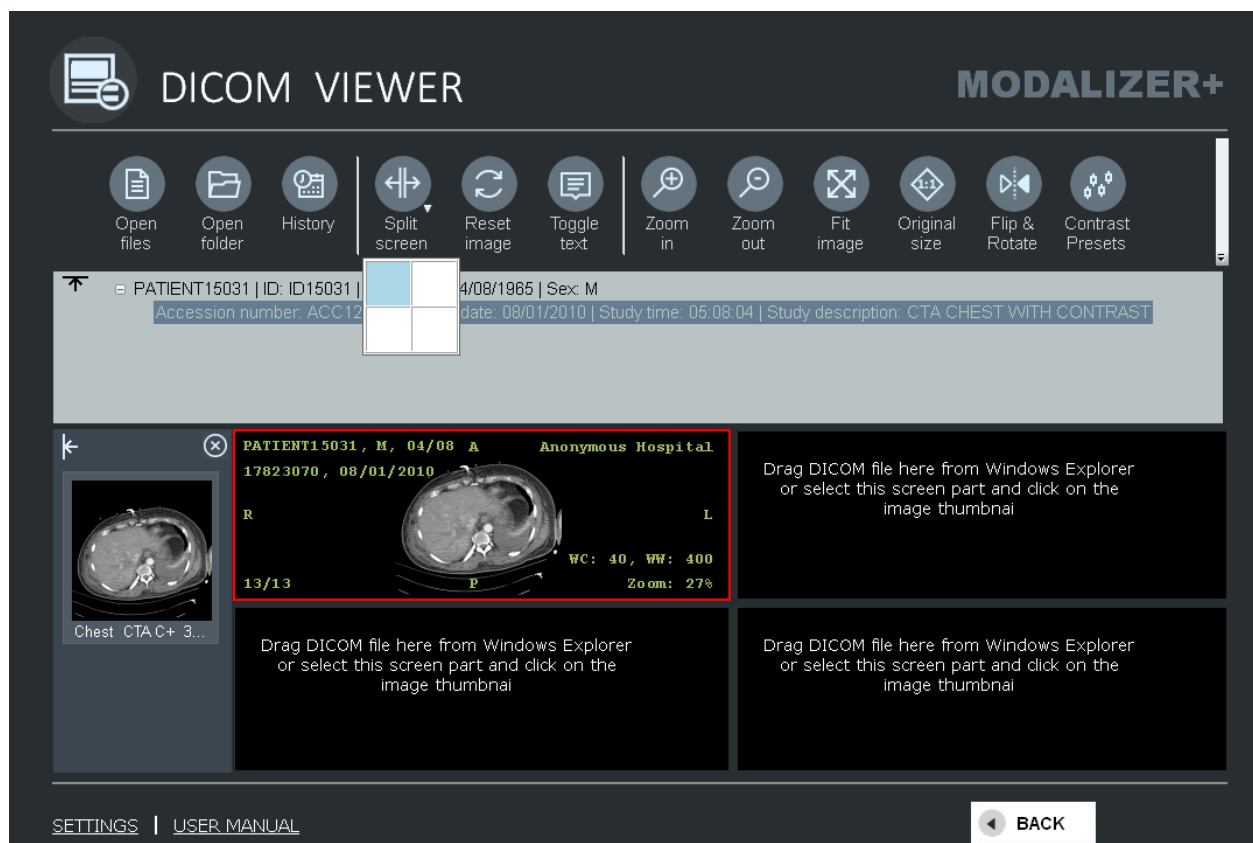 DICOM VIEWER
MODALIZER+
Open files
Open folder
History
Split screen
Reset image
Toggle text
Zoom in
Zoom out
Fit image
1:1
Original size
Flip & Rotate
Contrast Presets
PATIENT15031 | ID: ID15031 | 4/08/1965 | Sex: M
Accession number: ACC12 date: 08/01/2010 | Study time: 05:08:04 | Study description: CTA CHEST WITH CONTRAST
Chest CTA C+ 3...
PATIENT15031, M, 04/08 A Anonymous Hospital
17823070, 08/01/2010
R L
WC: 40, WW: 400
13/13 P Zoom: 27%
Drag DICOM file here from Windows Explorer
or select this screen part and click on the
image thumbnai
Drag DICOM file here from Windows Explorer
or select this screen part and click on the
image thumbnai
Drag DICOM file here from Windows Explorer
or select this screen part and click on the
image thumbnai
SETTINGS | USER MANUAL
BACK